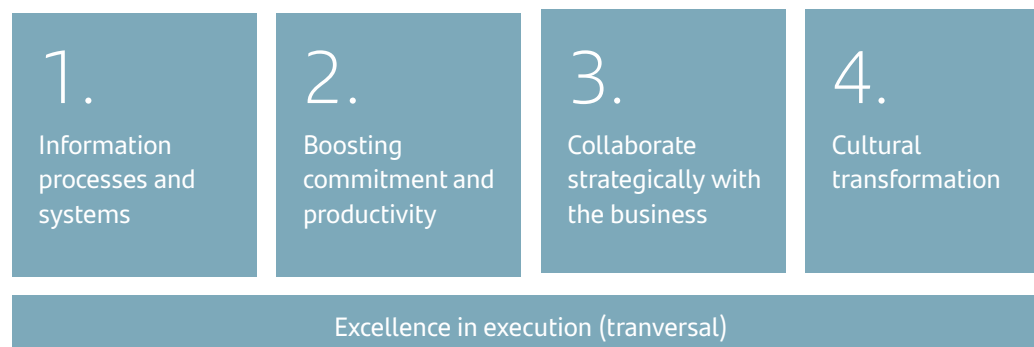 1.
Information
processes and
systems
2.
Boosting
commitment and
productivity
3.
Collaborate
strategically with
the business
4.
Cultural
transformation
Excellence in execution (tranversal)